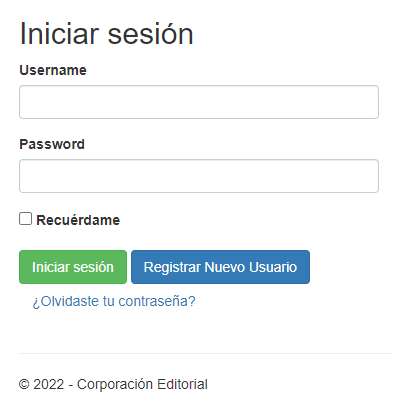 Iniciar sesión
Username
Password
Recuérdame
Iniciar sesión Registrar Nuevo Usuario
¿Olvidaste tu contraseña?
© 2022 - Corporación Editorial